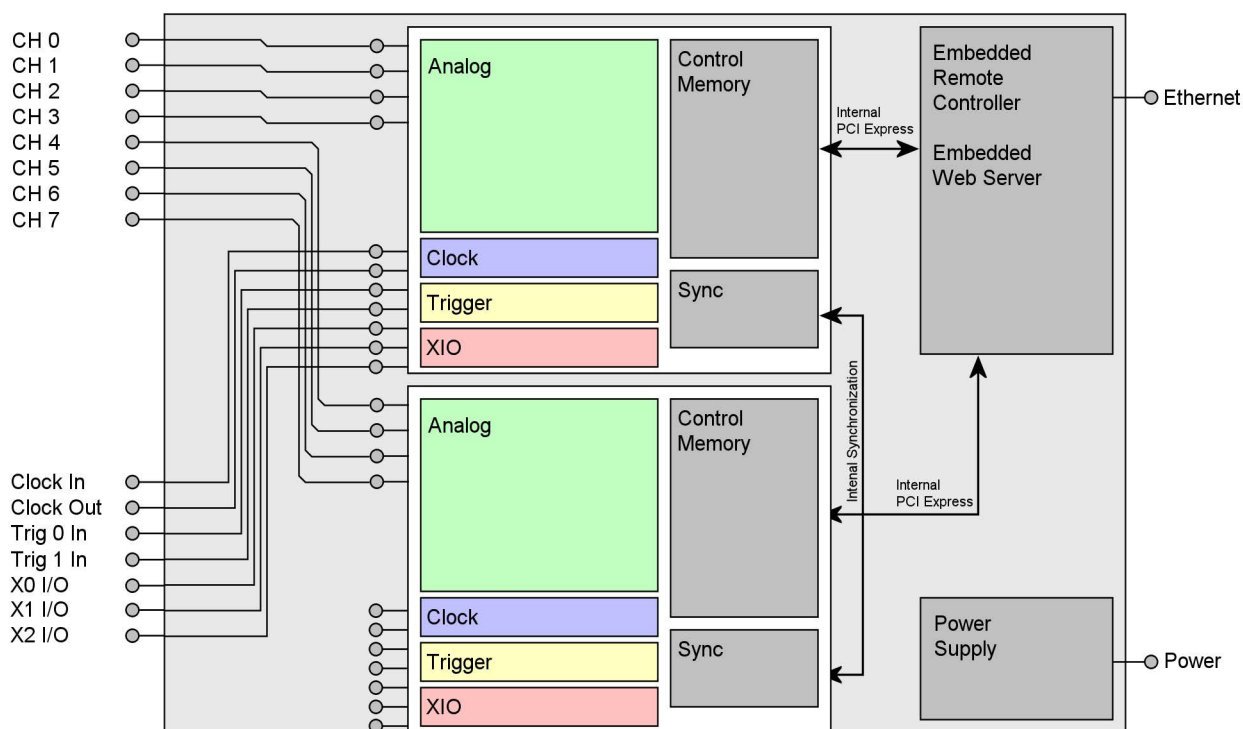 CH 0
CH 1
CH 2
CH 3
CH 4
CH 5
CH 6
CH 7
Clock In
Clock Out
Trig 0 In
Trig 1 In
X0 I/O
X1 I/O
X2 I/O
Analog
Clock
Trigger
XIO
Control
Memory
Sync
Internal
PCI Express
Embedded
Remote
Controller
Embedded
Web Server
Ethernet
Intenal Synchronization
Analog
Clock
Trigger
XIO
Control
Memory
Sync
Internal
PCI Express
Power
Supply
Power